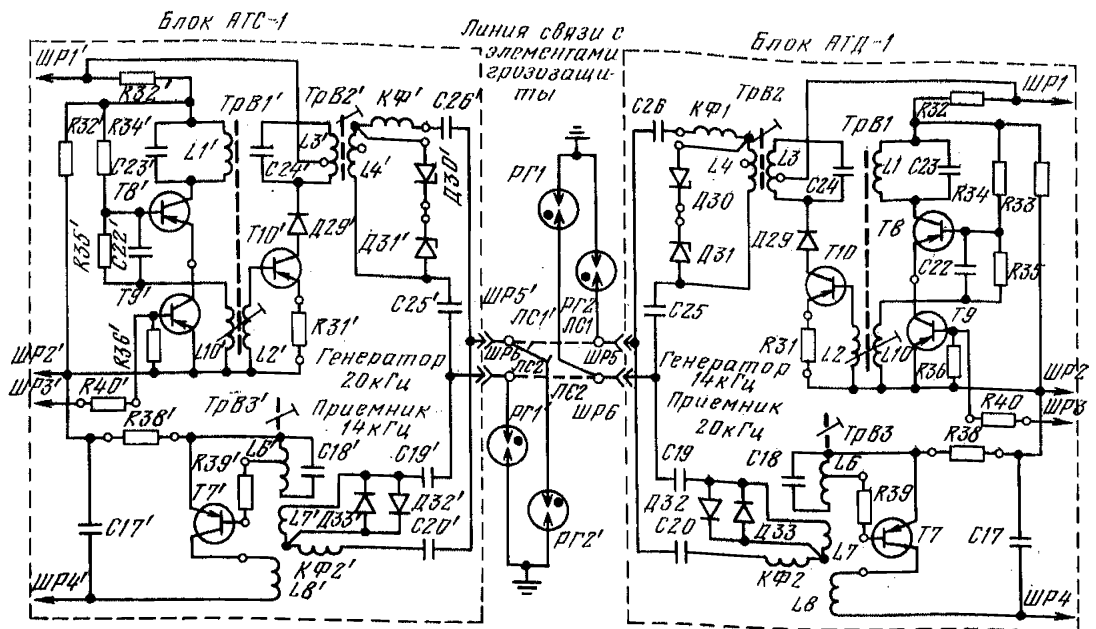 Блок АТС-1
Линия связи с
элементами
грозозащи-
ты
Блок АТД-1
ШР1'
R32'
R32'
R34'
C23'
L1'
ТрВ1'
C24'
L3'
ТрВ2'
КФ'
C26'
L4'
Д30'
Д31'
T8'
R35'
C22'
T9'
R36'
T10'
Д29'
R31'
L10'
L2'
C25'
ШР5'
ШР2'
ШР3'
R40'
R38'
ТрВ3'
Генератор
20кГц
Приемник
14кГц
L6'
C18'
R39'
T7'
L7'
Д33'
Д32'
C19'
C20'
КФ2'
L8'
C17'
ШР4'
РГ1
РГ2
ЛС1'
ЛС1
ШР6
ШР5
ЛС2'
ЛС2
ШР6
РГ1'
РГ2'
C26
КФ1
ТрВ2
L4
L3
C24
Д30
Д31
Д29
T10
C25
R31
L2
L10
ТрВ1
L1
C23
R32
ШР1
R34
R33
T8
C22
R35
T9
R36
Генератор
14кГц
Приемник
20кГц
ШР2
ШР3
R40
R38
ТрВ3
C18
L6
R39
C19
Д32
C20
Д33
L7
КФ2
T7
C17
L8
ШР4